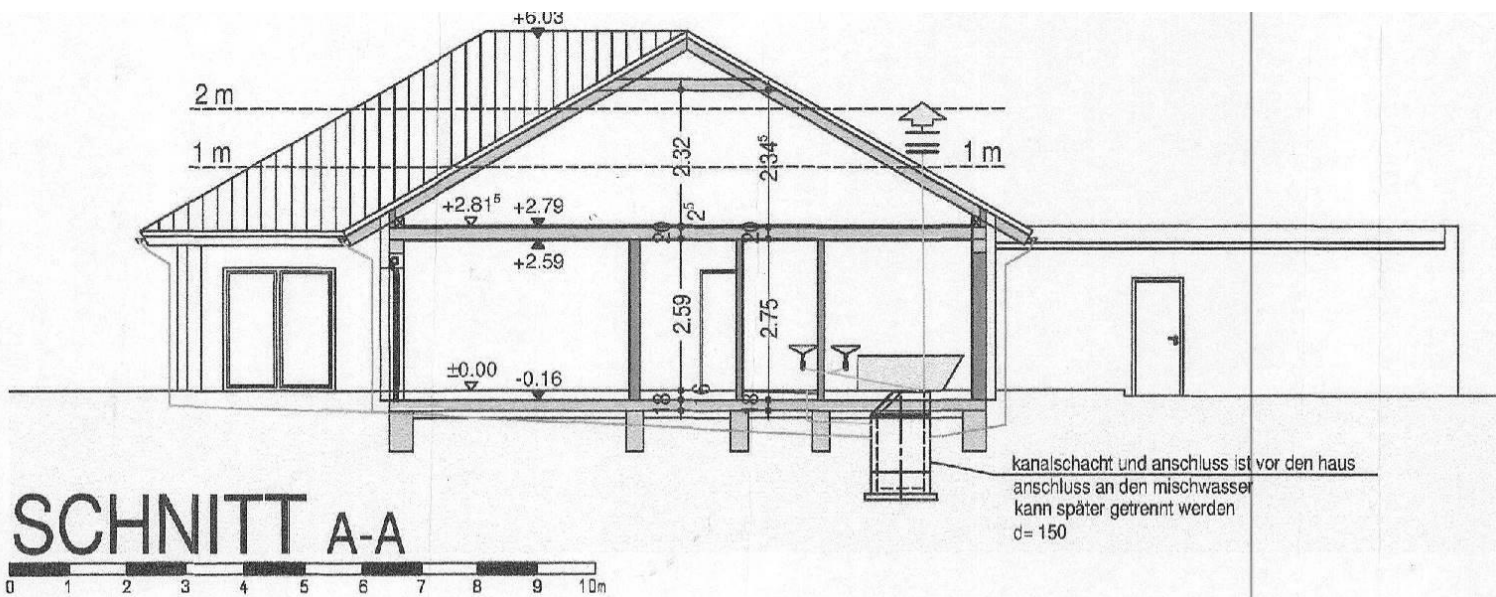 +6.03
2 m
1 m
1 m
2.32
2.34⁵
+2.81⁵
+2.79
2⁵
20
20
+2.59
2.59
2.75
±0.00
-0.16
18
18
kanalschacht und anschluss ist vor den haus
anschluss an den mischwasser
kann später getrennt werden
d= 150
SCHNITT A-A
0 1 2 3 4 5 6 7 8 9 10m